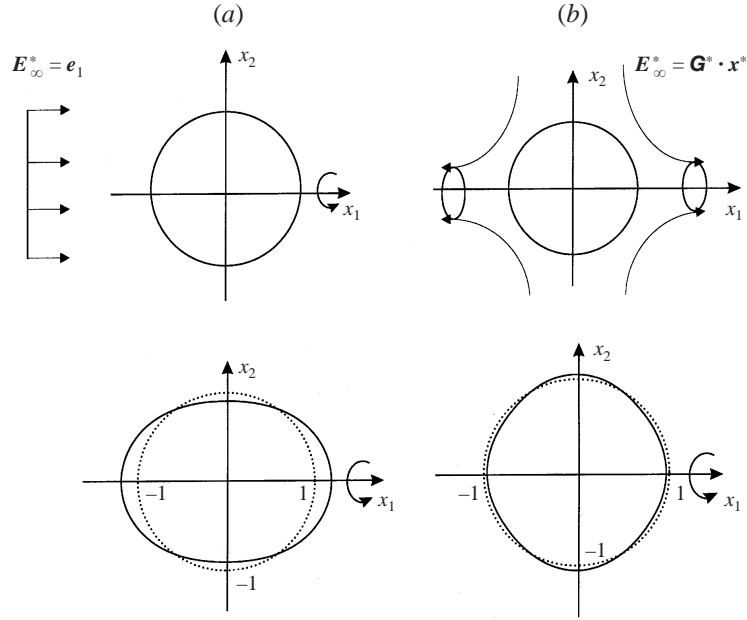 (a)
(b)
E*∞ = e₁
x₂
x₁
E*∞ = G* · x*
x₂
x₁
x₂
–1
1
x₁
–1
x₂
–1
1
x₁
–1